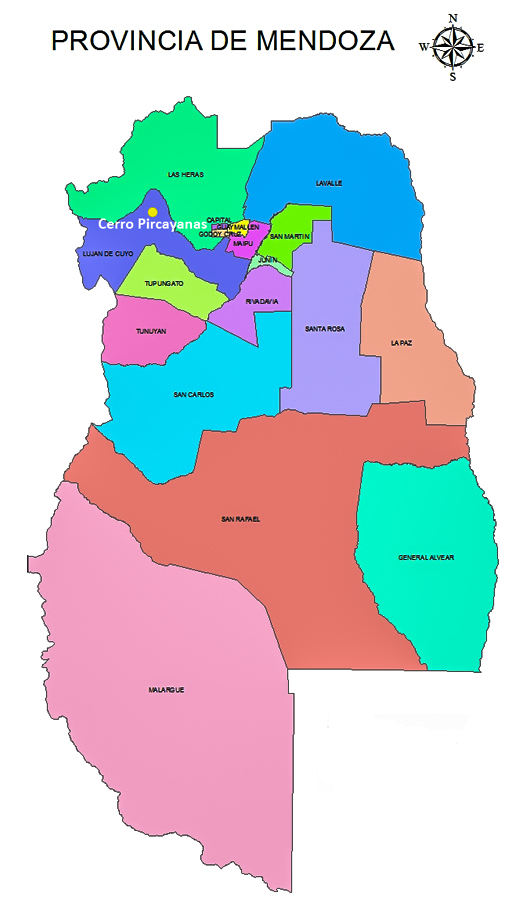 PROVINCIA DE MENDOZA
N
W
E
S
LAS HERAS
LAVALLE
Cerro Pircayanas
CAPITAL
GUAYMALLEN
GODOY CRUZ
SAN MARTIN
MAIPU
LUJAN DE CUYO
JUNIN
TUPUNGATO
RIVADAVIA
TUNUYAN
SANTA ROSA
LA PAZ
SAN CARLOS
SAN RAFAEL
GENERAL ALVEAR
MALARGUE